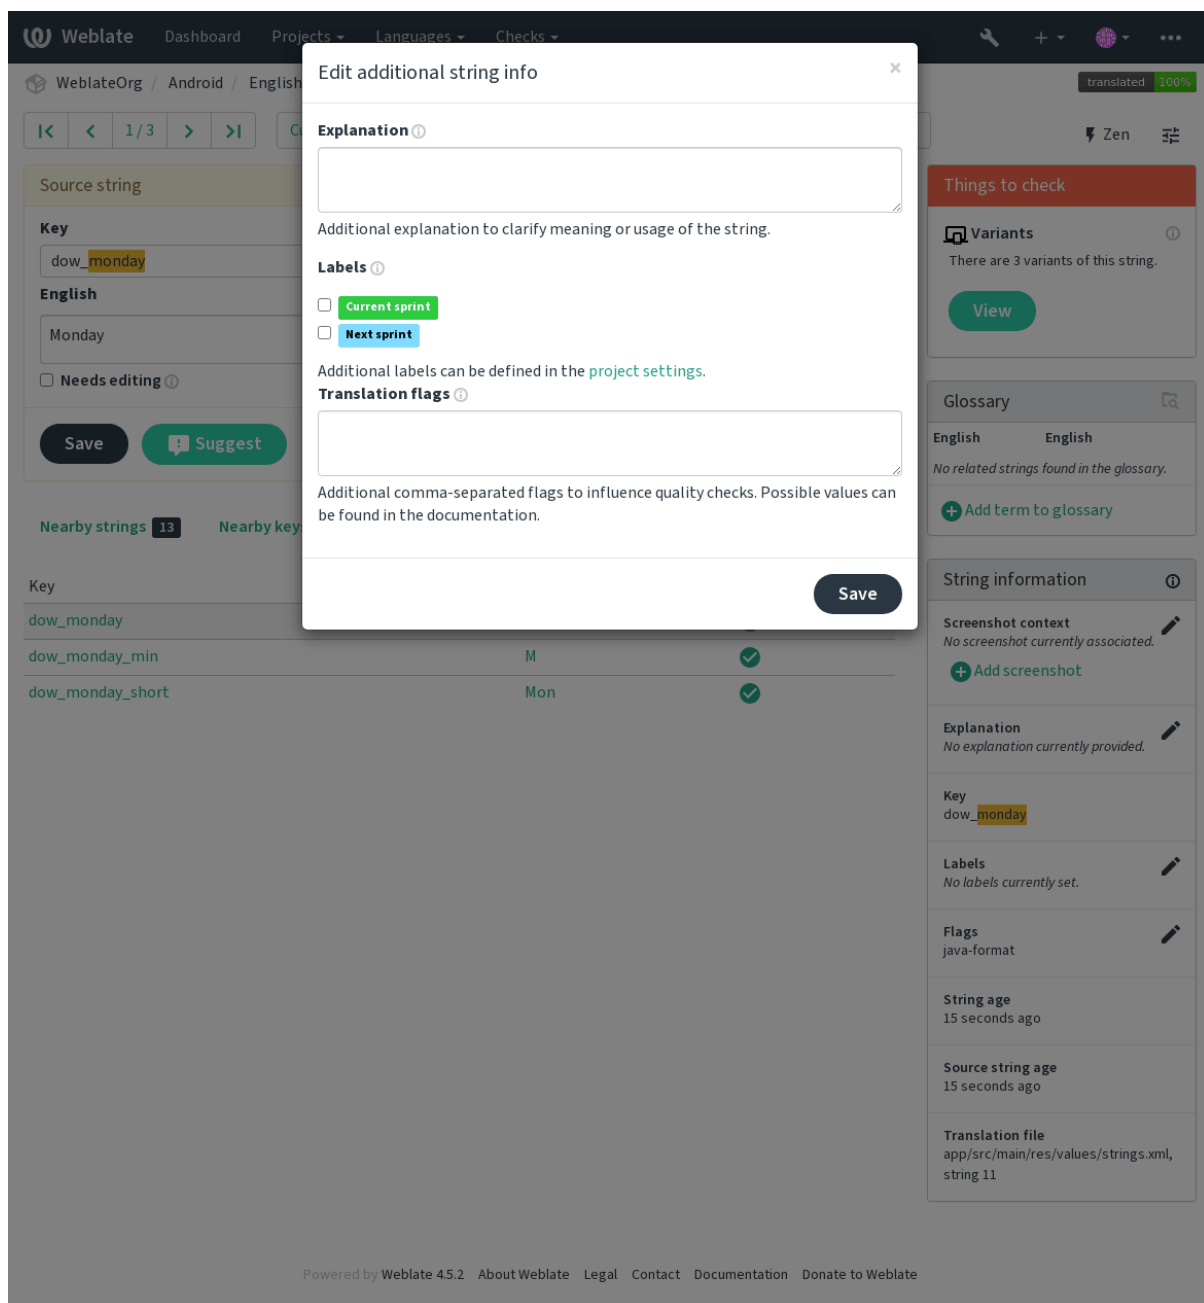 Weblate
Dashboard
Projects
Languages
Checks
WeblateOrg / Android / English
translated 100%
1 / 3
Zen
Edit additional string info
×
Explanation
Additional explanation to clarify meaning or usage of the string.
Labels
Current sprint
Next sprint
Additional labels can be defined in the project settings.
Translation flags
Additional comma-separated flags to influence quality checks. Possible values can
be found in the documentation.
Save
Source string
Key
dow_monday
English
Monday
Needs editing
Save
Suggest
Nearby strings 13
Nearby
Key
dow_monday
dow_monday_min
M
dow_monday_short
Mon
Things to check
Variants
There are 3 variants of this string.
View
Glossary
English
English
No related strings found in the glossary.
Add term to glossary
String information
Screenshot context
No screenshot currently associated.
Add screenshot
Explanation
No explanation currently provided.
Key
dow_monday
Labels
No labels currently set.
Flags
java-format
String age
15 seconds ago
Source string age
15 seconds ago
Translation file
app/src/main/res/values/strings.xml,
string 11
Powered by Weblate 4.5.2 About Weblate Legal Contact Documentation Donate to Weblate